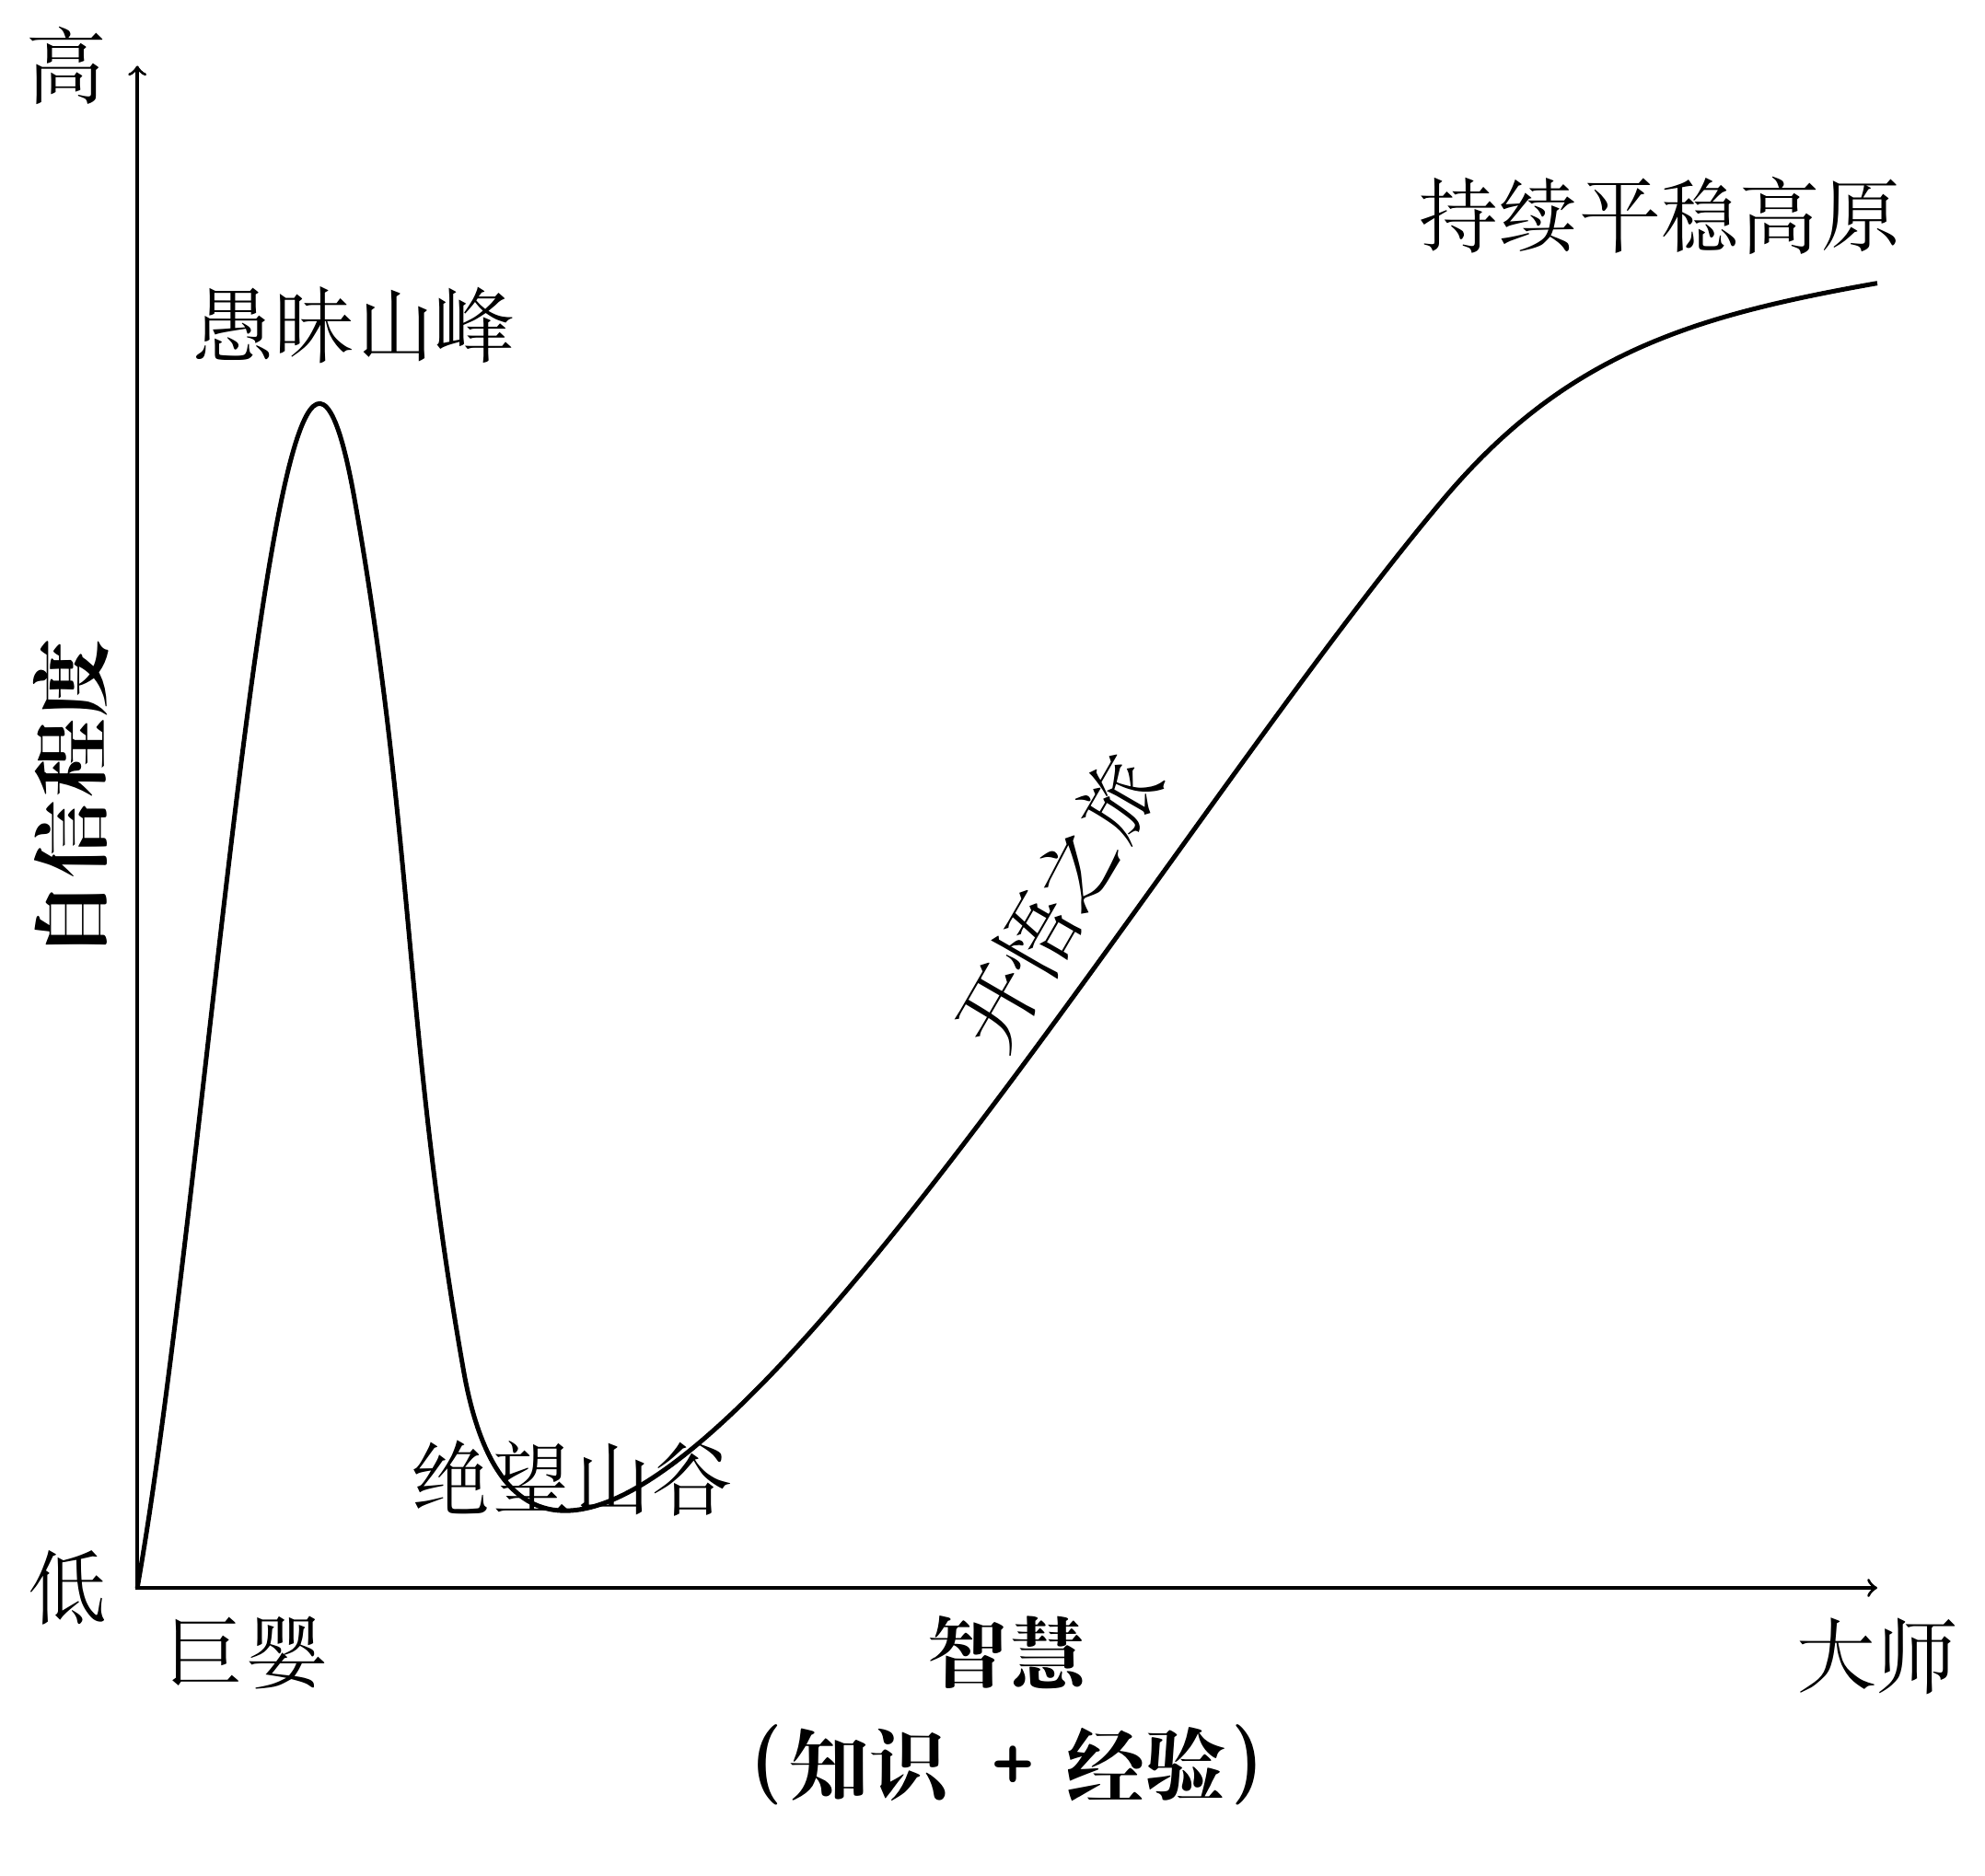 高
持续平稳高原
愚昧山峰
自信程度
开悟之旅
绝望山谷
低
巨婴
智慧
大师
(知识 + 经验)